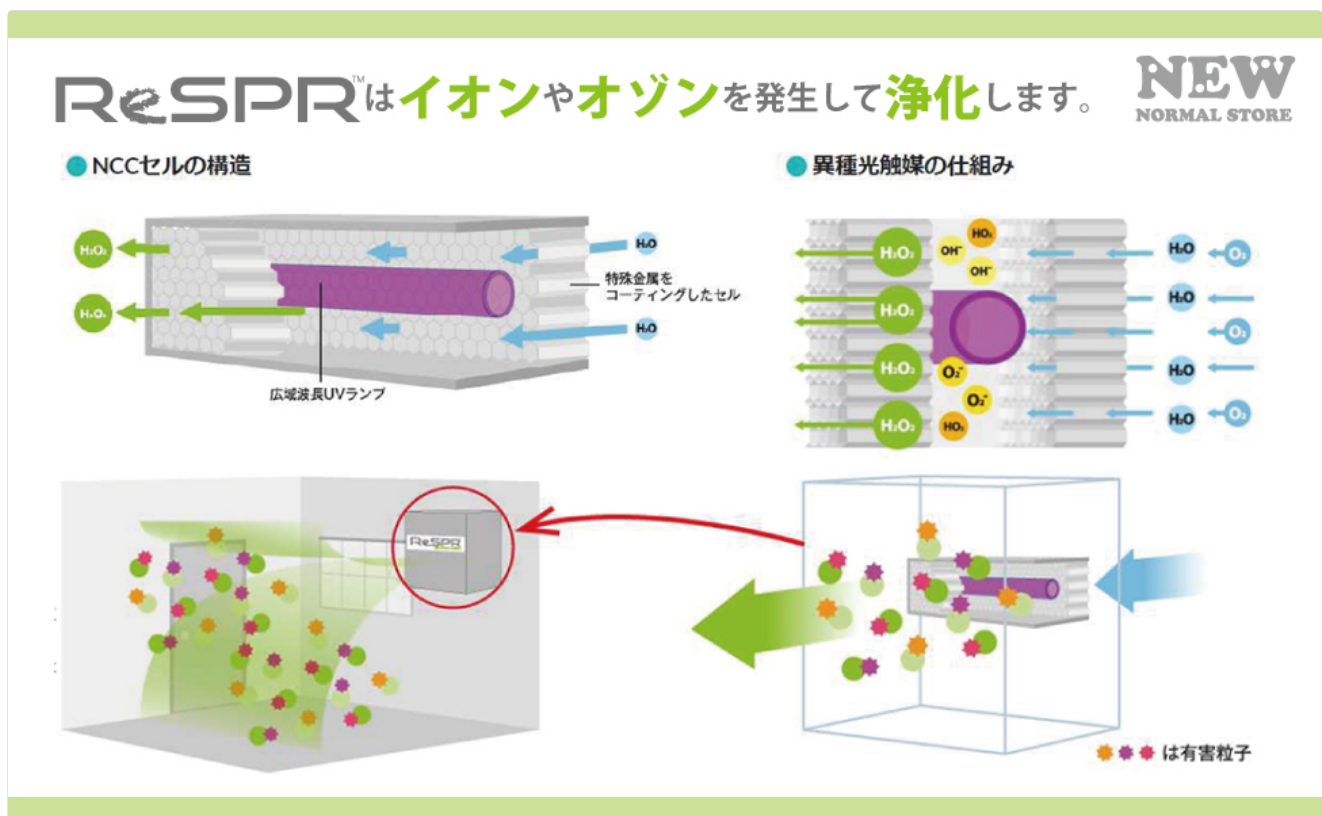 ReSPR™はイオンやオゾンを発生して浄化します。
NEW
NORMAL STORE
NCCセルの構造
異種光触媒の仕組み
H₂O₂
H₂O
特殊金属を
コーティングしたセル
H₂O₂
H₂O
広域波長UVランプ
HO₂
H₂O₂
OH⁻
H₂O
O₂
OH⁻
H₂O₂
H₂O
O₂
H₂O₂
O₂⁻
H₂O
O₂⁻
H₂O₂
HO₂
H₂O
O₂
ReSPR
は有害粒子